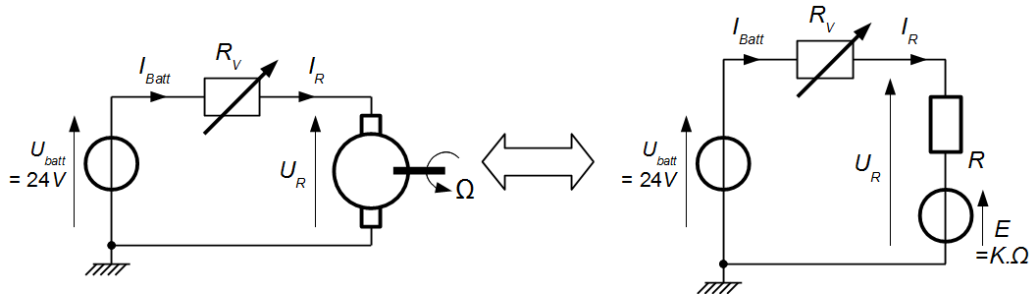 I_Batt
R_V
I_R
U_batt
= 24V
U_R
Ω
I_Batt
R_V
I_R
U_batt
= 24V
U_R
R
E
=K.Ω